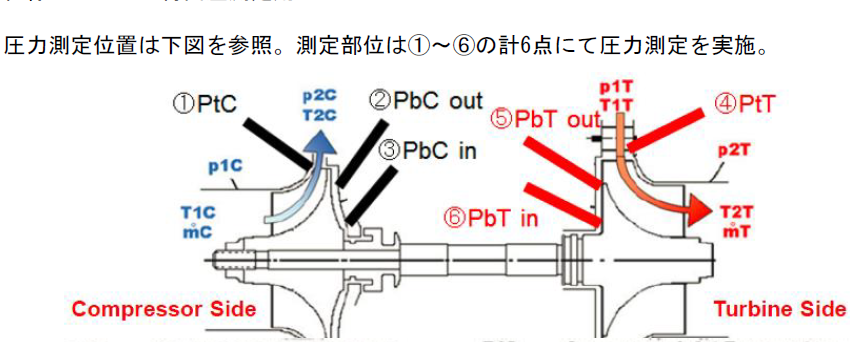 圧力測定位置は下図を参照。測定部位は①～⑥の計6点にて圧力測定を実施。
①PtC
p2C
T2C
②PbC out
③PbC in
p1C
T1C
ṁC
p1T
T1T
④PtT
⑤PbT out
p2T
⑥PbT in
T2T
ṁT
Compressor Side
Turbine Side